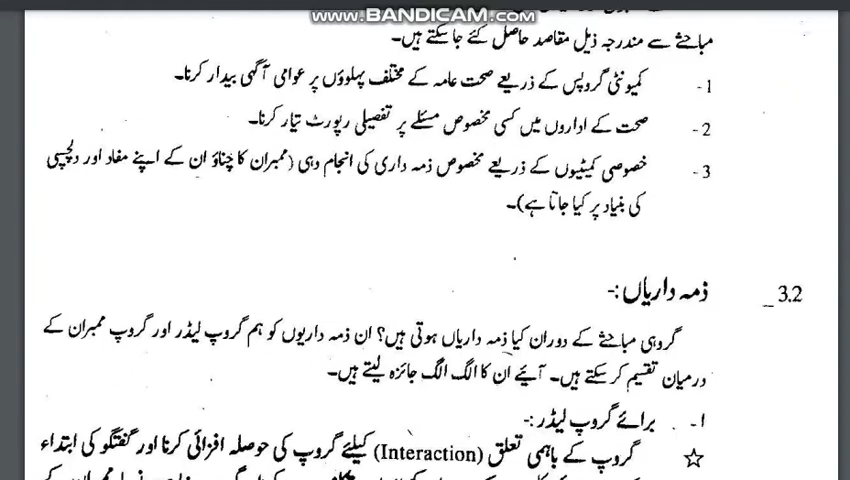 www.BANDICAM.com
مباحثے سے مندرجہ ذیل مقاصد حاصل کئے جا سکتے ہیں۔
1- کمیونٹی گروپس کے ذریعے صحت عامہ کے مختلف پہلوؤں پر عوامی آگہی بیدار کرنا۔
2- صحت کے اداروں میں کسی مخصوص مسئلے پر تفصیلی رپورٹ تیار کرنا۔
3- خصوصی کمیٹیوں کے ذریعے مخصوص ذمہ داری کی انجام دہی (ممبران کا چناؤ ان کے اپنے مفاد اور دلچسپی
کی بنیاد پر کیا جاتا ہے)۔
3.2_ ذمہ داریاں:-
گروہی مباحثے کے دوران کیا ذمہ داریاں ہوتی ہیں؟ ان ذمہ داریوں کو ہم گروپ لیڈر اور گروپ ممبران کے
درمیان تقسیم کر سکتے ہیں۔ آیئے ان کا الگ الگ جائزہ لیتے ہیں۔
۱۔ برائے گروپ لیڈر:-
☆ گروپ کے باہمی تعلق (Interaction) کیلئے گروپ کی حوصلہ افزائی کرنا اور گفتگو کی ابتداء